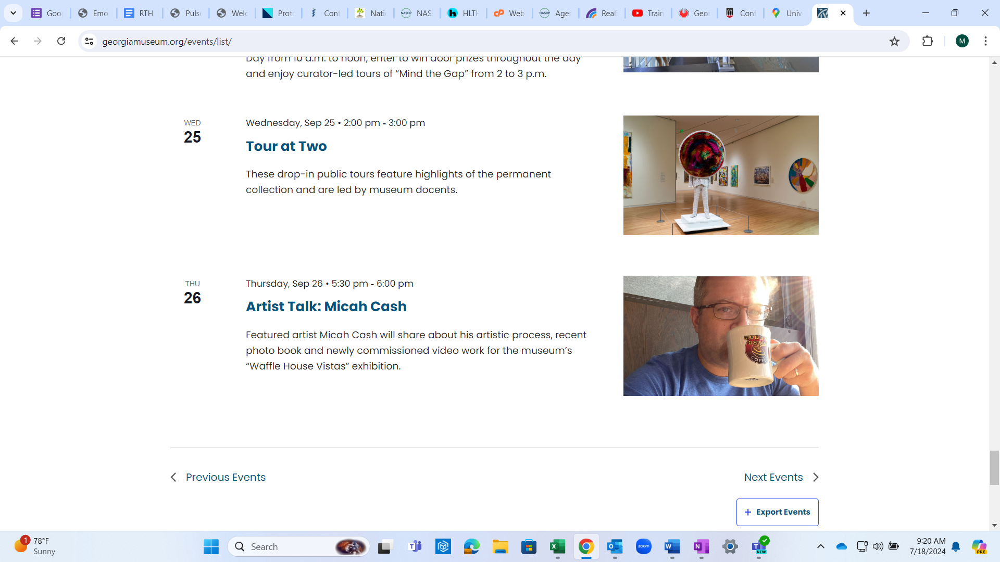 Goo
Emo
RTH
Puls
Welc
Prot
Conf
Nati
NASHP
NAS
HLTH
Web
NASHP
Ager
Reali
Train
Geor
Conf
Univ
georgiamuseum.org/events/list/
M
Day from 10 a.m. to noon, enter to win door prizes throughout the day
and enjoy curator-led tours of “Mind the Gap” from 2 to 3 p.m.
WED
25
Wednesday, Sep 25 • 2:00 pm - 3:00 pm
Tour at Two
These drop-in public tours feature highlights of the permanent
collection and are led by museum docents.
THU
26
Thursday, Sep 26 • 5:30 pm - 6:00 pm
Artist Talk: Micah Cash
Featured artist Micah Cash will share about his artistic process, recent
photo book and newly commissioned video work for the museum’s
“Waffle House Vistas” exhibition.
Previous Events
Next Events
+ Export Events
1
78°F
Sunny
Search
zoom
NEW
9:20 AM
7/18/2024
PRE